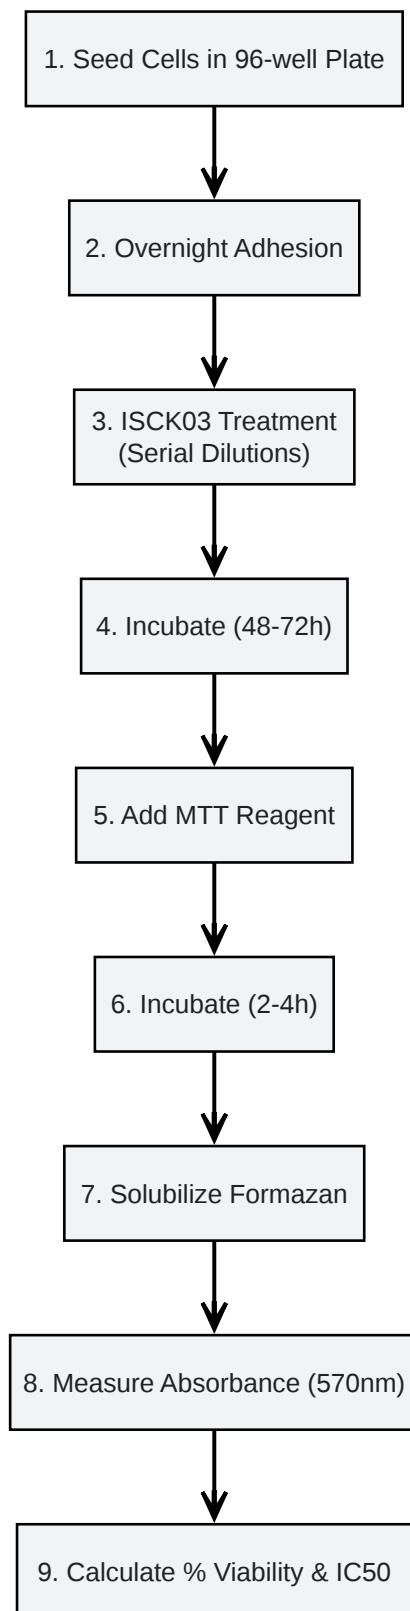 1. Seed Cells in 96-well Plate
2. Overnight Adhesion
3. ISCK03 Treatment
(Serial Dilutions)
4. Incubate (48-72h)
5. Add MTT Reagent
6. Incubate (2-4h)
7. Solubilize Formazan
8. Measure Absorbance (570nm)
9. Calculate % Viability & IC50